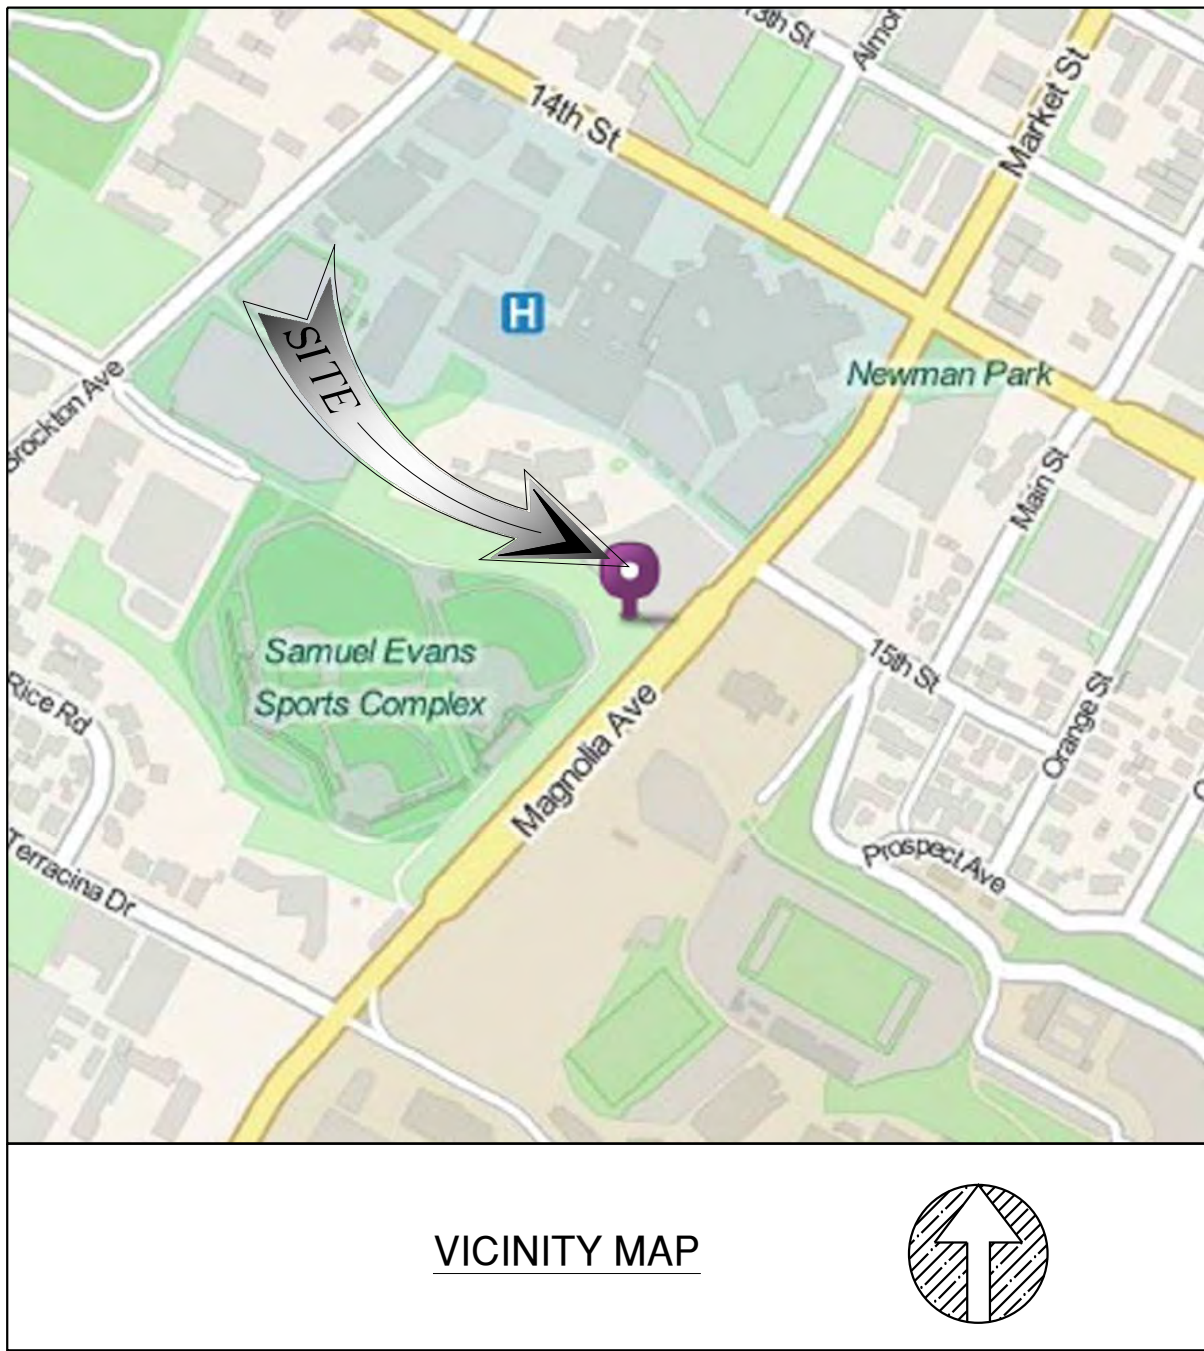 13th St
Almon
Market St
14th St
H
SITE
Newman Park
Brockton Ave
Main St
Samuel Evans
Sports Complex
15th St
Rice Rd
Orange St
Magnolia Ave
Terracina Dr
Prospect Ave
VICINITY MAP